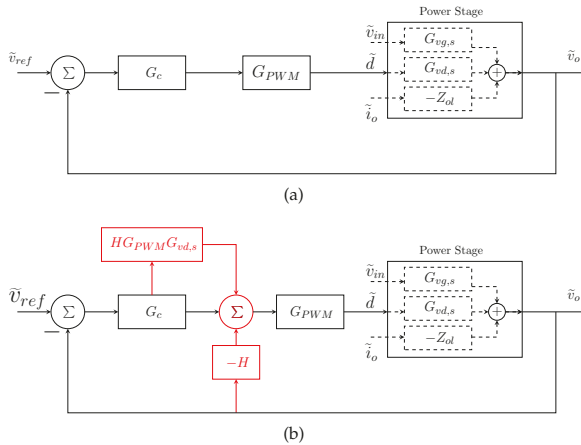 Power Stage
ṽ_in
G_vg,s
ṽ_ref
Σ
G_c
G_PWM
d̃
G_vd,s
+
ṽ_o
−
−Z_ol
ĩ_o
(a)
HG_PWM G_vd,s
Power Stage
ṽ_in
G_vg,s
ṽ_ref
Σ
G_c
Σ
G_PWM
d̃
G_vd,s
+
ṽ_o
−
−Z_ol
ĩ_o
−H
(b)